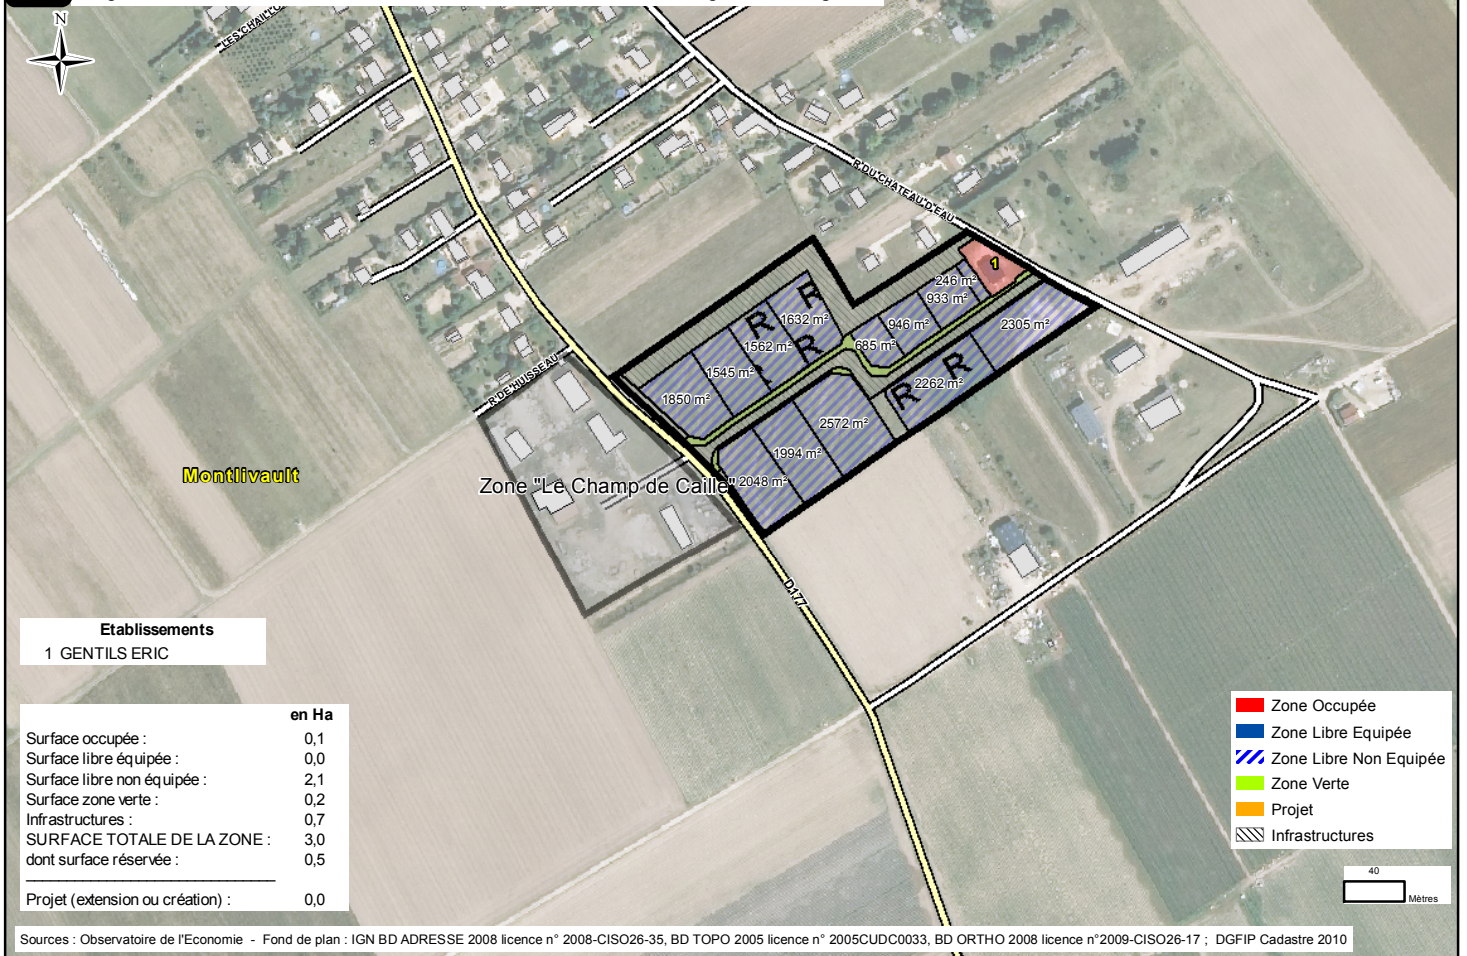 N
LES CHAILLO
R DU CHATEAU D'EAU
1
246 m²
933 m²
946 m²
685 m²
2305 m²
R
1632 m²
R
1562 m²
R
1545 m²
1850 m²
2262 m²
R
R
2572 m²
1994 m²
2048 m²
R DE HUISSEAU
Montlivault
Zone "Le Champ de Caille"
D177
Etablissements
1 GENTILS ERIC
en Ha
Surface occupée : 0,1
Surface libre équipée : 0,0
Surface libre non équipée : 2,1
Surface zone verte : 0,2
Infrastructures : 0,7
SURFACE TOTALE DE LA ZONE : 3,0
dont surface réservée : 0,5
Projet (extension ou création) : 0,0
Zone Occupée
Zone Libre Equipée
Zone Libre Non Equipée
Zone Verte
Projet
Infrastructures
40
Mètres
Sources : Observatoire de l'Economie - Fond de plan : IGN BD ADRESSE 2008 licence n° 2008-CISO26-35, BD TOPO 2005 licence n° 2005CUDC0033, BD ORTHO 2008 licence n°2009-CISO26-17 ; DGFIP Cadastre 2010